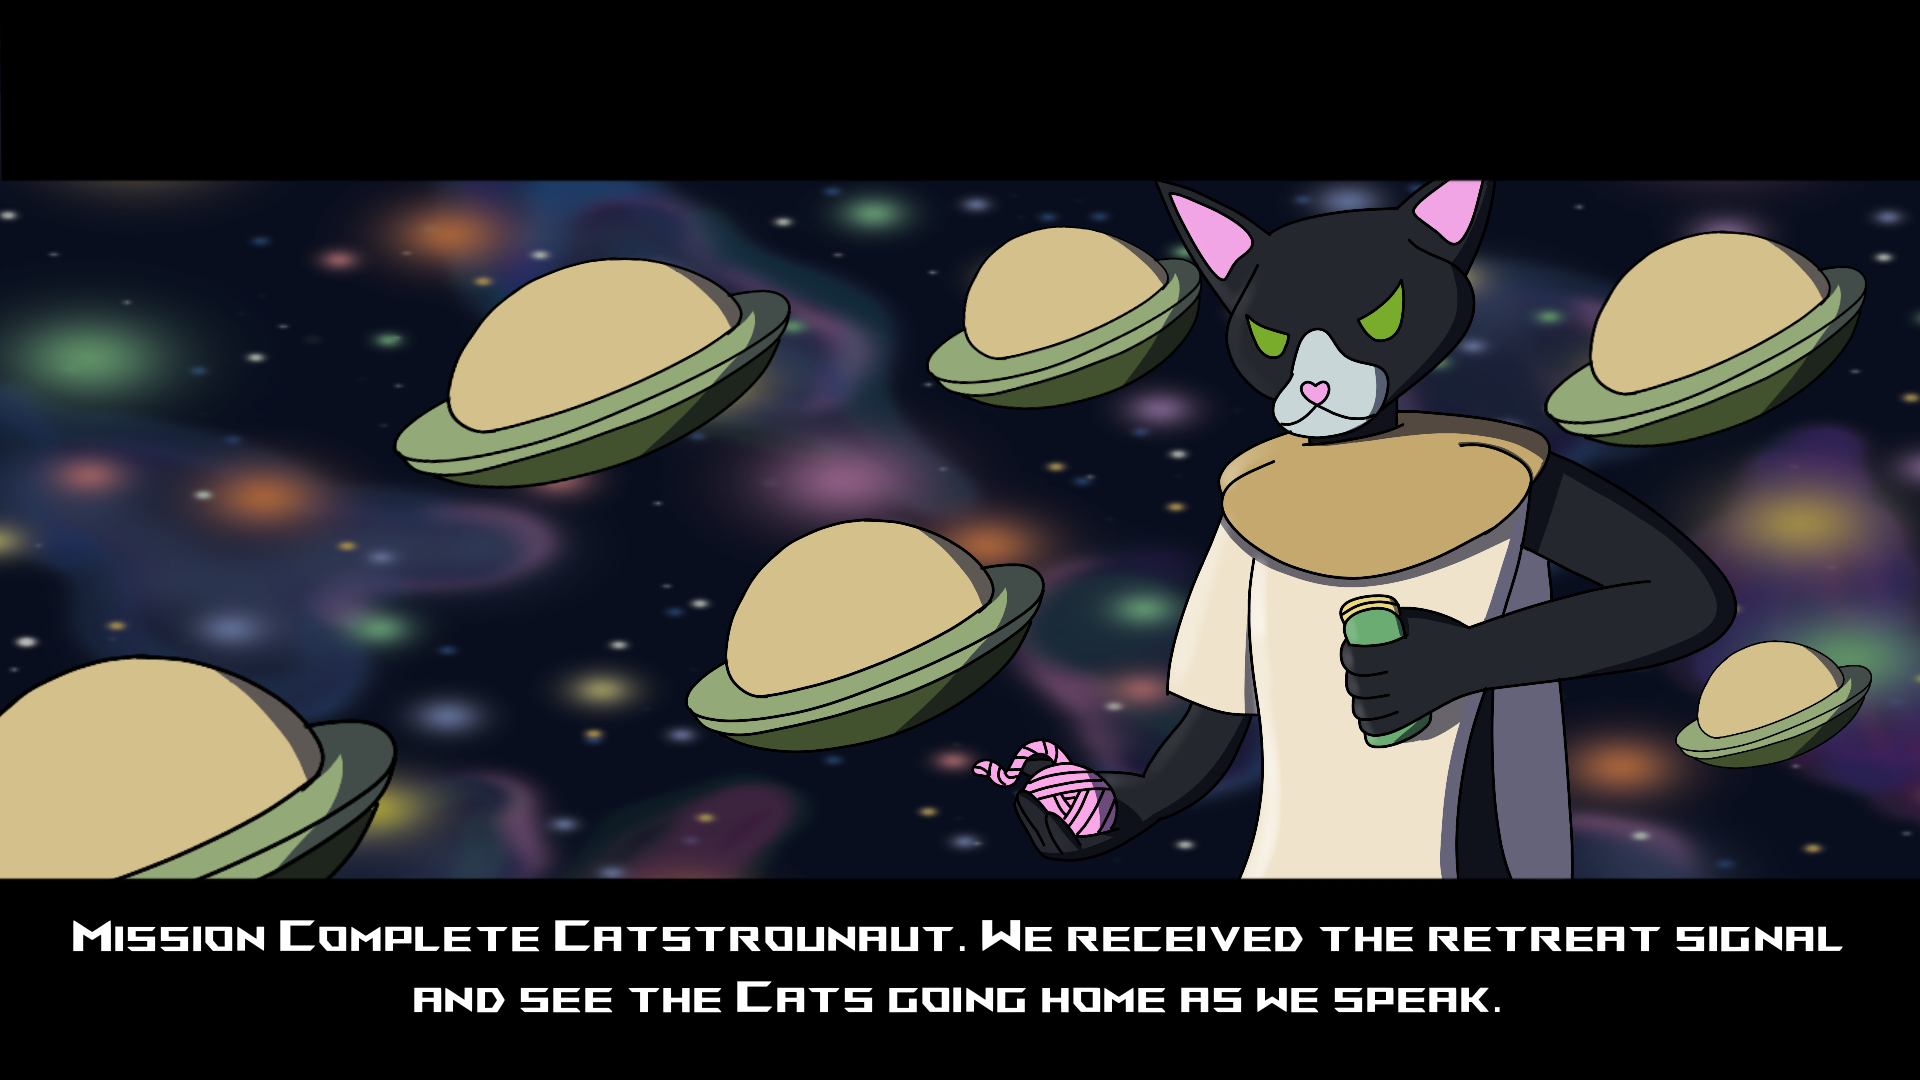 Mission Complete Catstrounaut. We received the retreat signal
and see the Cats going home as we speak.